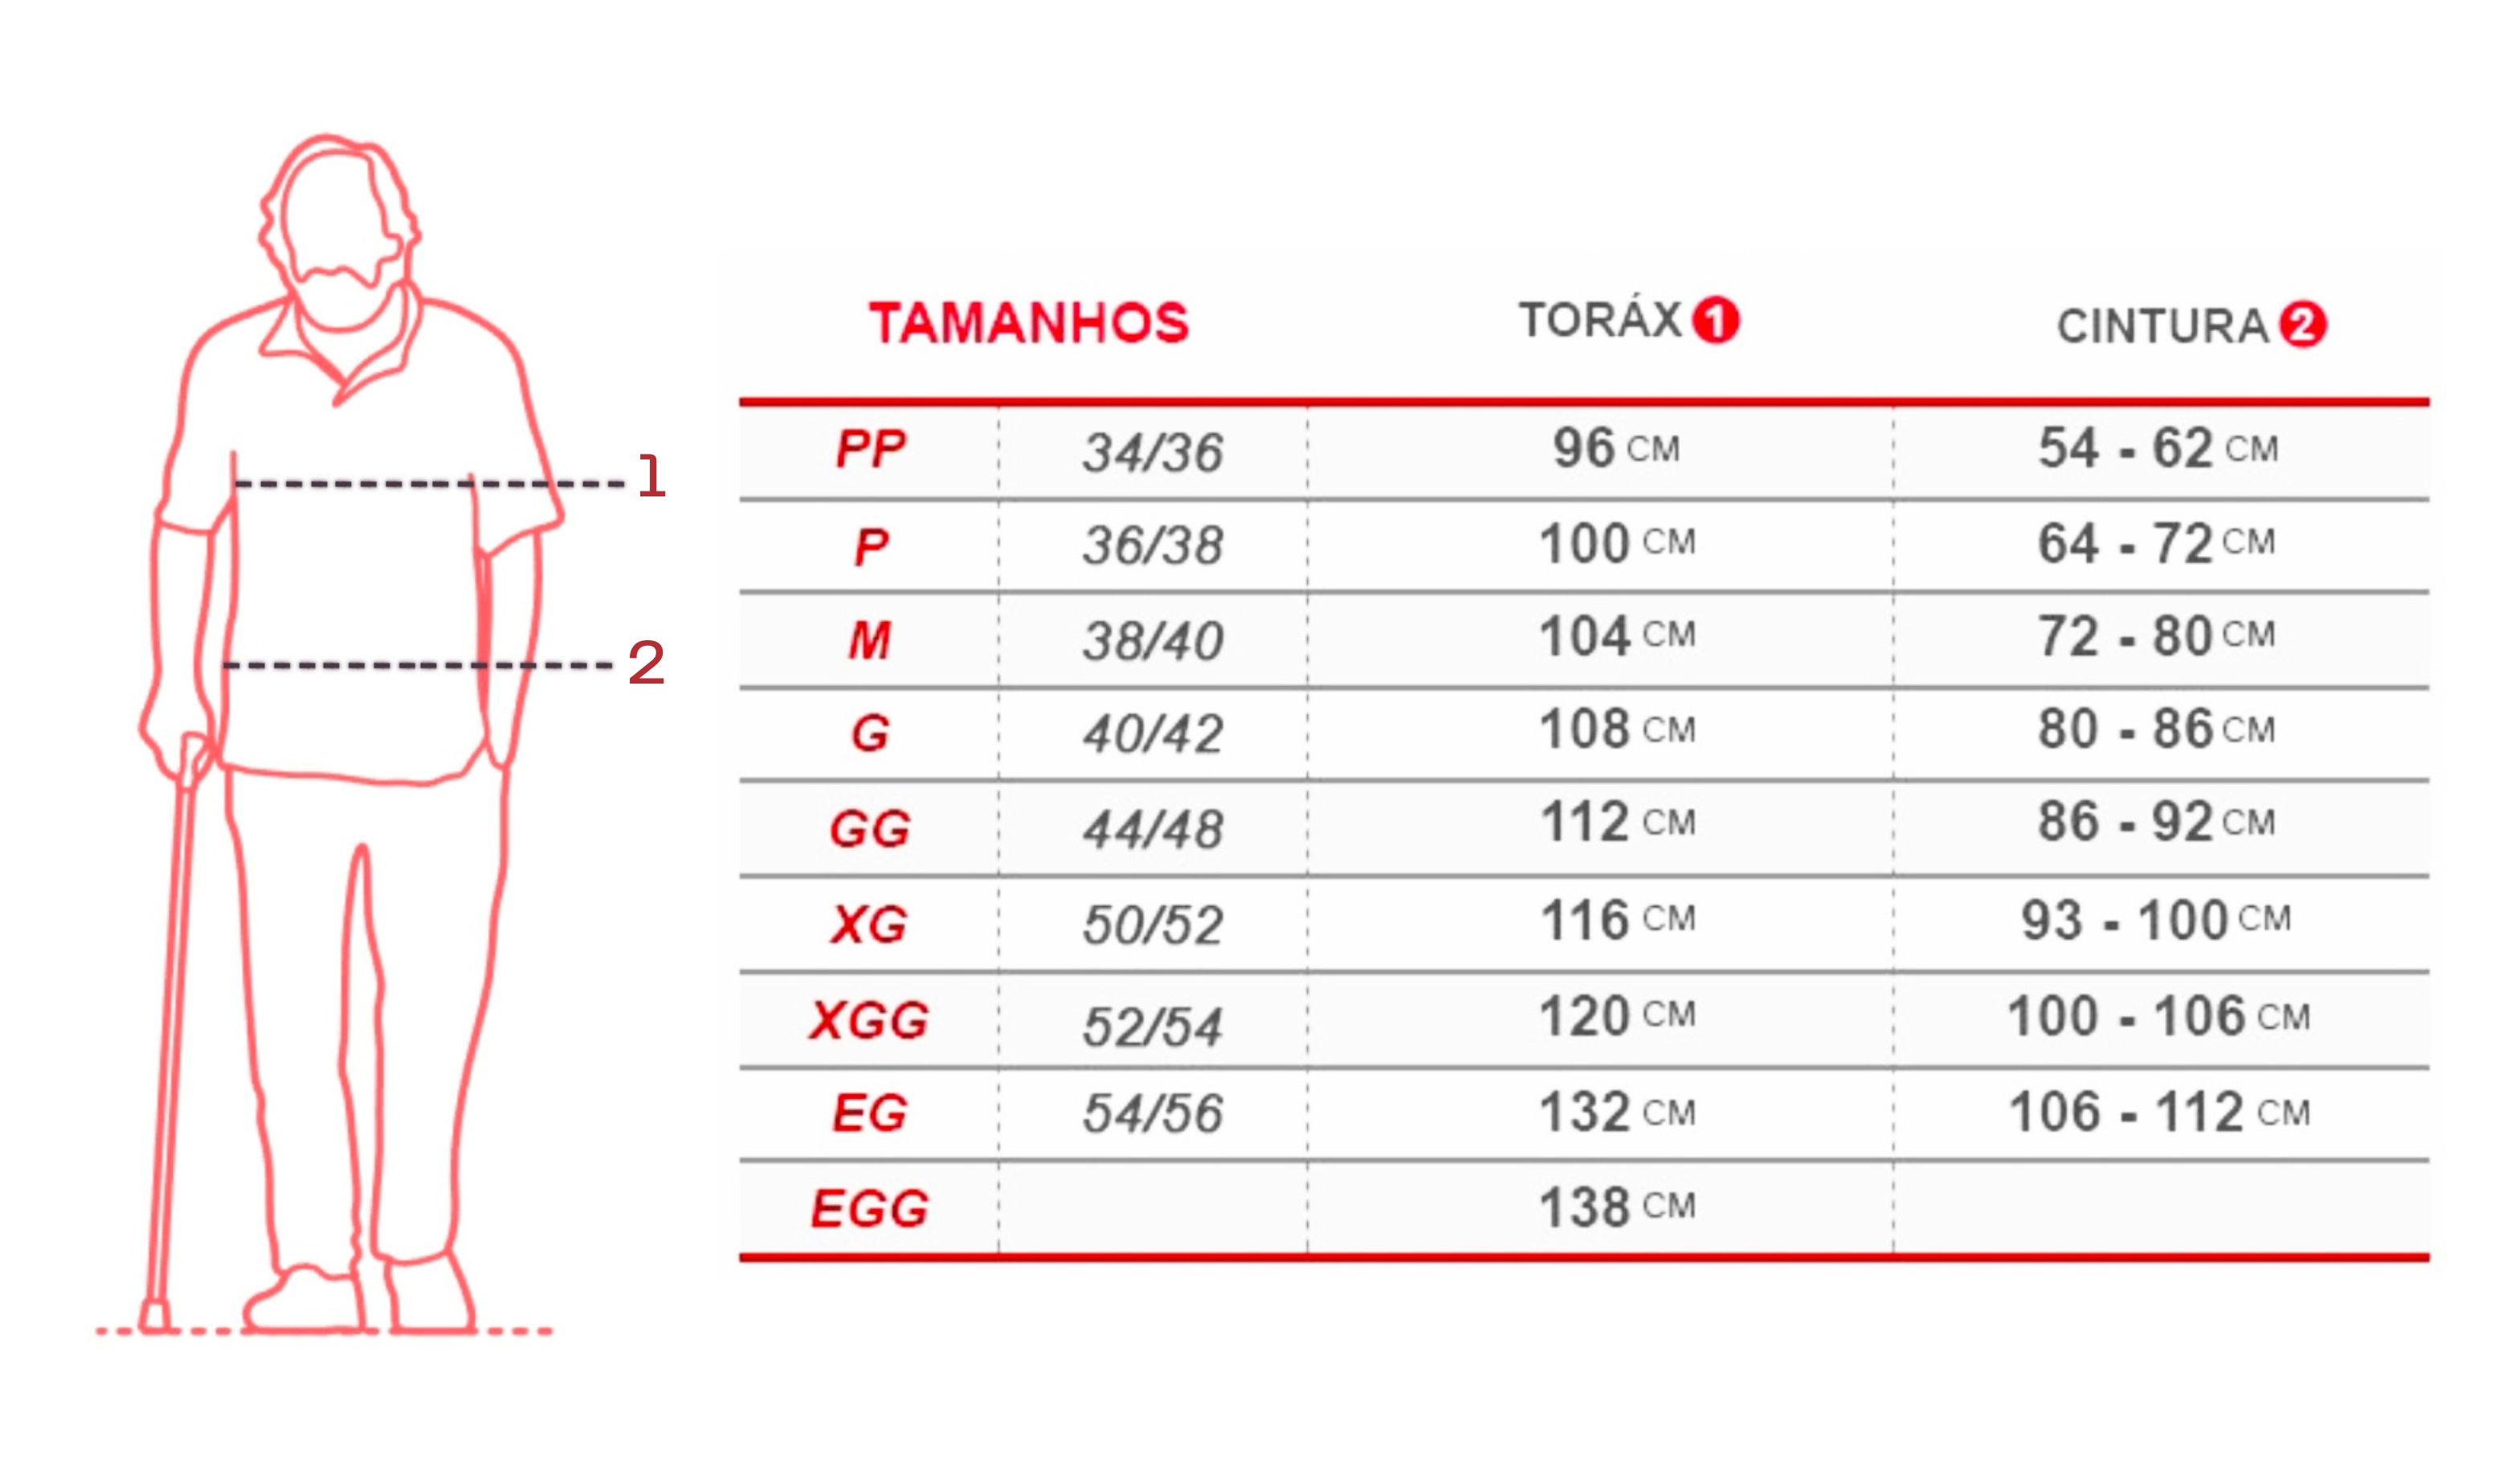 1
2
TAMANHOS TORÁX 1 CINTURA 2
PP 34/36 96 CM 54 - 62 CM
P 36/38 100 CM 64 - 72 CM
M 38/40 104 CM 72 - 80 CM
G 40/42 108 CM 80 - 86 CM
GG 44/48 112 CM 86 - 92 CM
XG 50/52 116 CM 93 - 100 CM
XGG 52/54 120 CM 100 - 106 CM
EG 54/56 132 CM 106 - 112 CM
EGG 138 CM